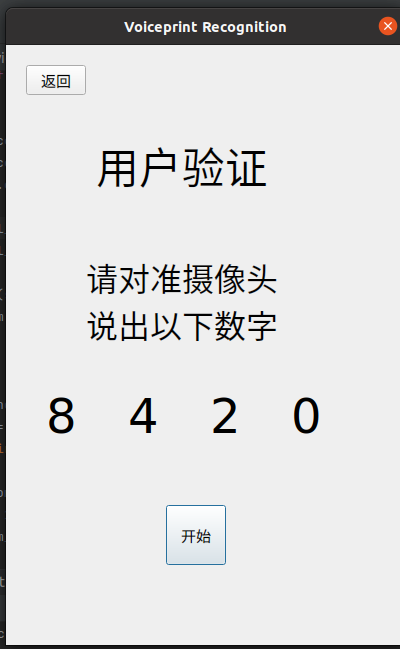 Voiceprint Recognition
返回
用户验证
请对准摄像头
说出以下数字
8 4 2 0
开始